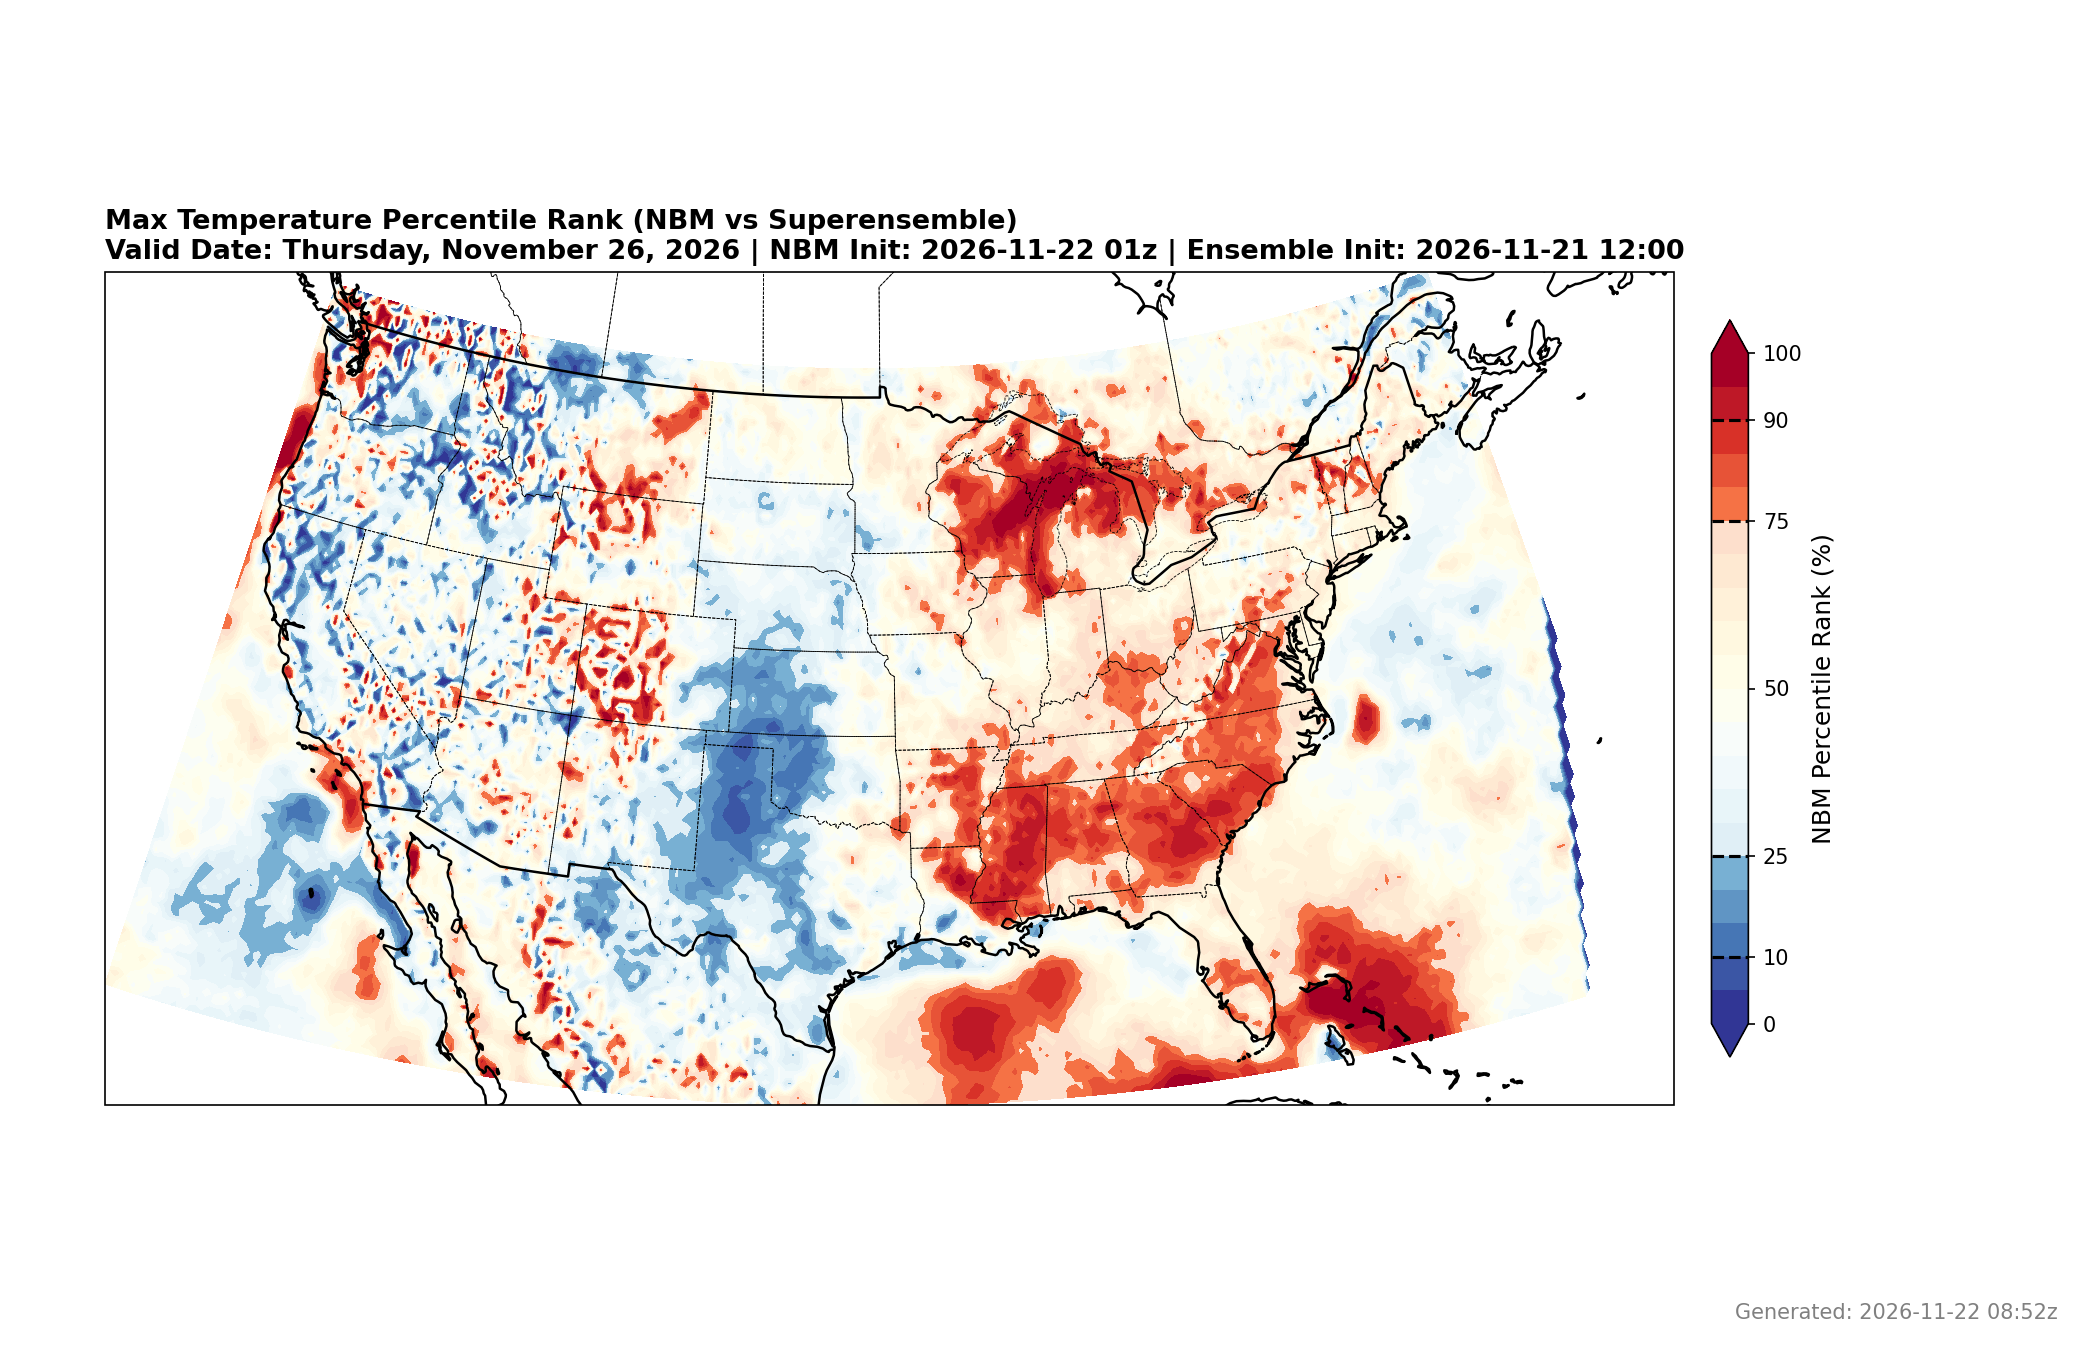 Max Temperature Percentile Rank (NBM vs Superensemble)
Valid Date: Thursday, November 26, 2026 | NBM Init: 2026-11-22 01z | Ensemble Init: 2026-11-21 12:00
100
90
75
50
25
10
0
NBM Percentile Rank (%)
Generated: 2026-11-22 08:52z